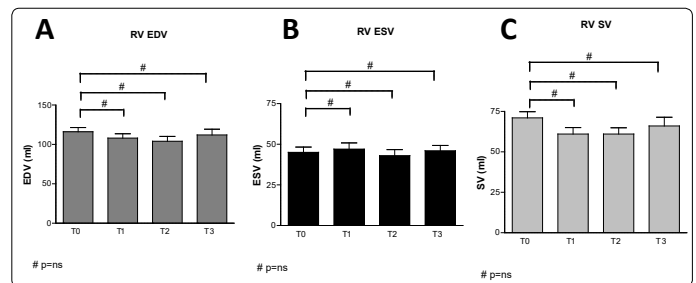 A
RV EDV
#
#
#
150
100
50
0
EDV (ml)
T0 T1 T2 T3
# p=ns
B
RV ESV
#
#
#
75
50
25
0
ESV (ml)
T0 T1 T2 T3
# p=ns
C
RV SV
#
#
#
75
50
25
0
SV (ml)
T0 T1 T2 T3
# p=ns